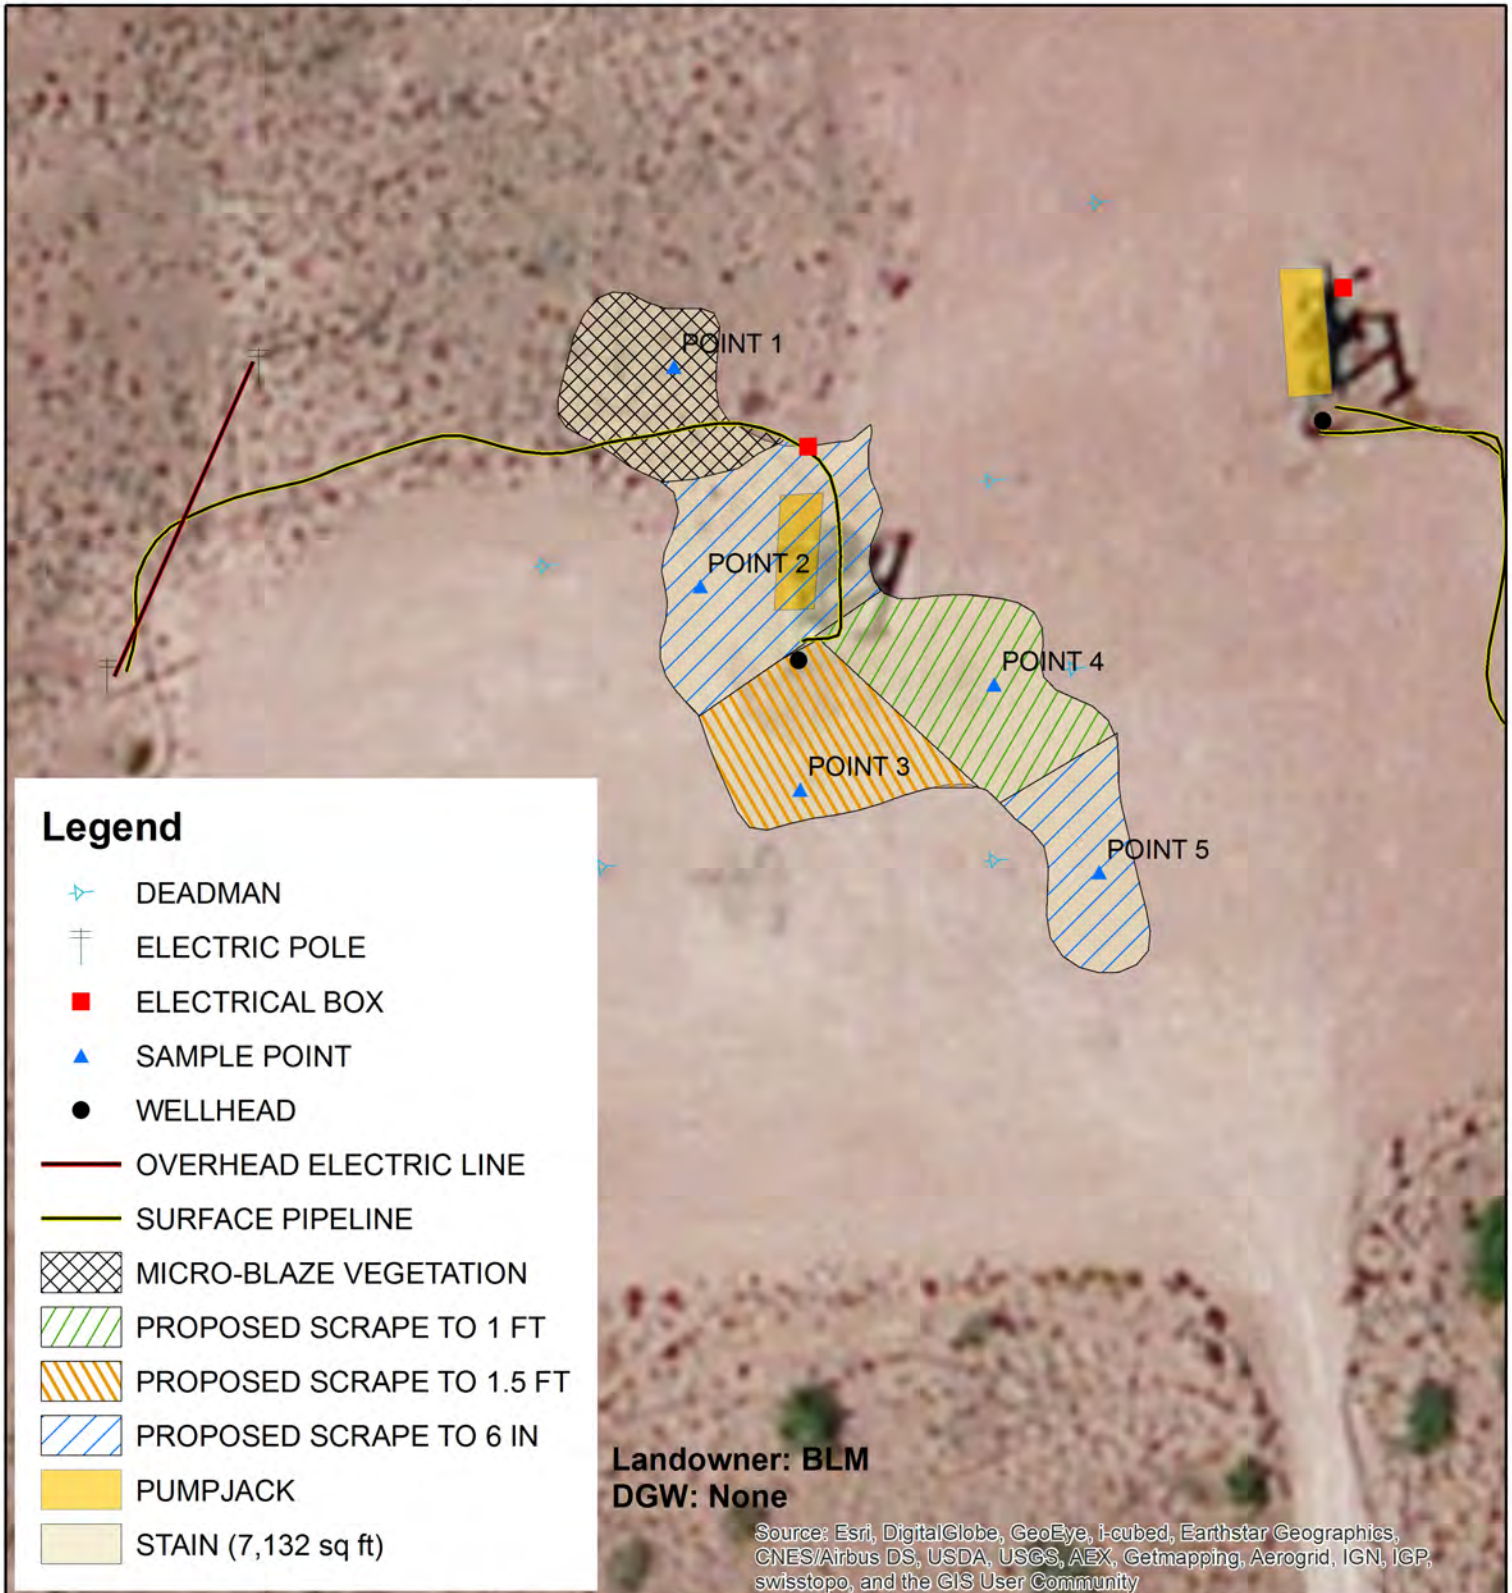 POINT 1
POINT 2
POINT 4
POINT 3
POINT 5
Legend
DEADMAN
ELECTRIC POLE
ELECTRICAL BOX
SAMPLE POINT
WELLHEAD
OVERHEAD ELECTRIC LINE
SURFACE PIPELINE
MICRO-BLAZE VEGETATION
PROPOSED SCRAPE TO 1 FT
PROPOSED SCRAPE TO 1.5 FT
PROPOSED SCRAPE TO 6 IN
PUMPJACK
STAIN (7,132 sq ft)
Landowner: BLM
DGW: None
Source: Esri, DigitalGlobe, GeoEye, i-cubed, Earthstar Geographics,
CNES/Airbus DS, USDA, USGS, AEX, Getmapping, Aerogrid, IGN, IGP,
swisstopo, and the GIS User Community